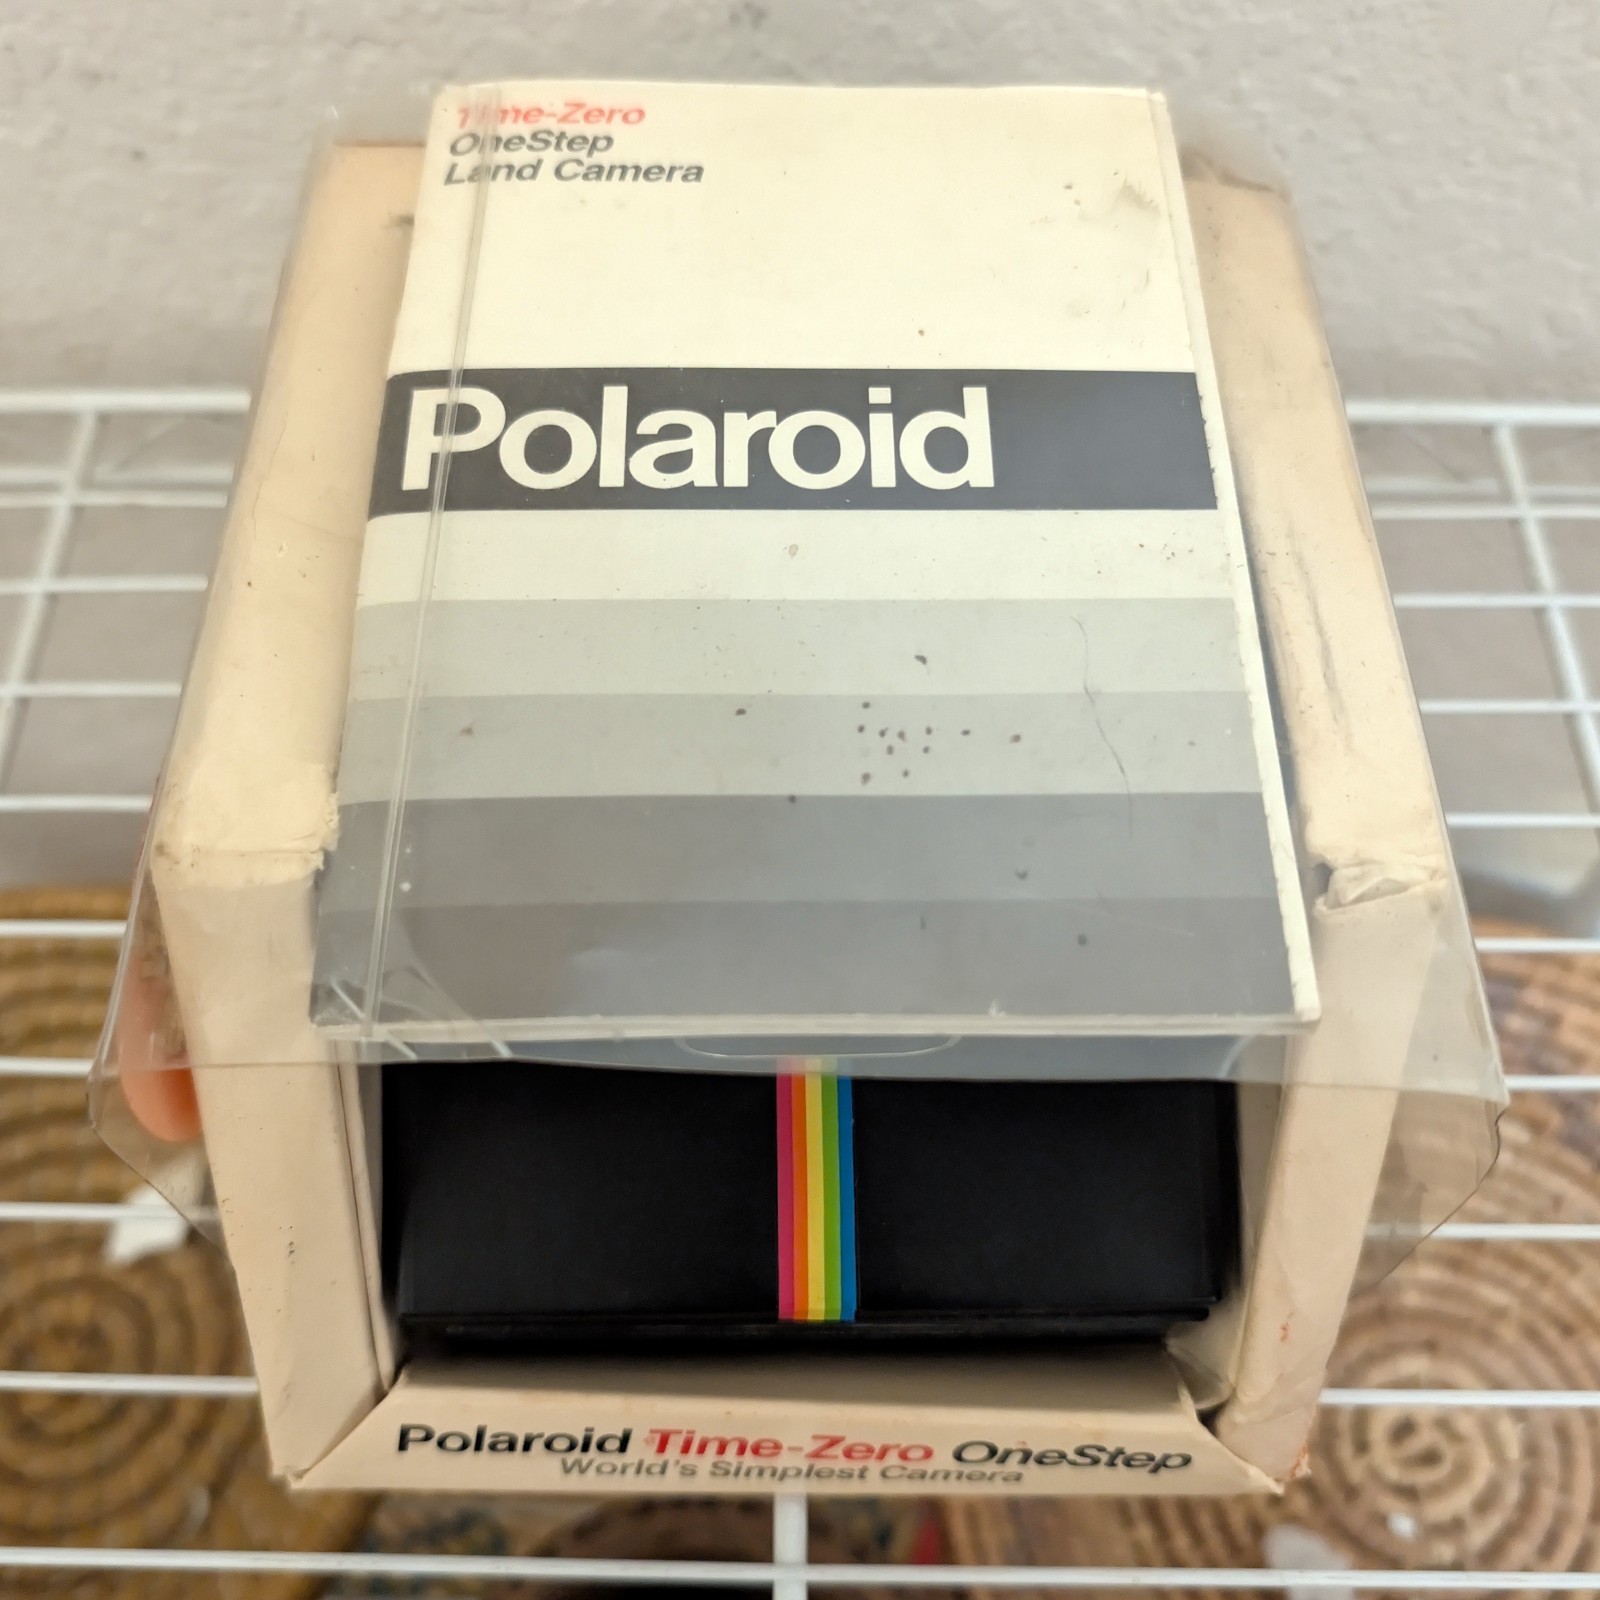 Time-Zero
OneStep
Land Camera
Polaroid
Polaroid Time-Zero OneStep
World's Simplest Camera